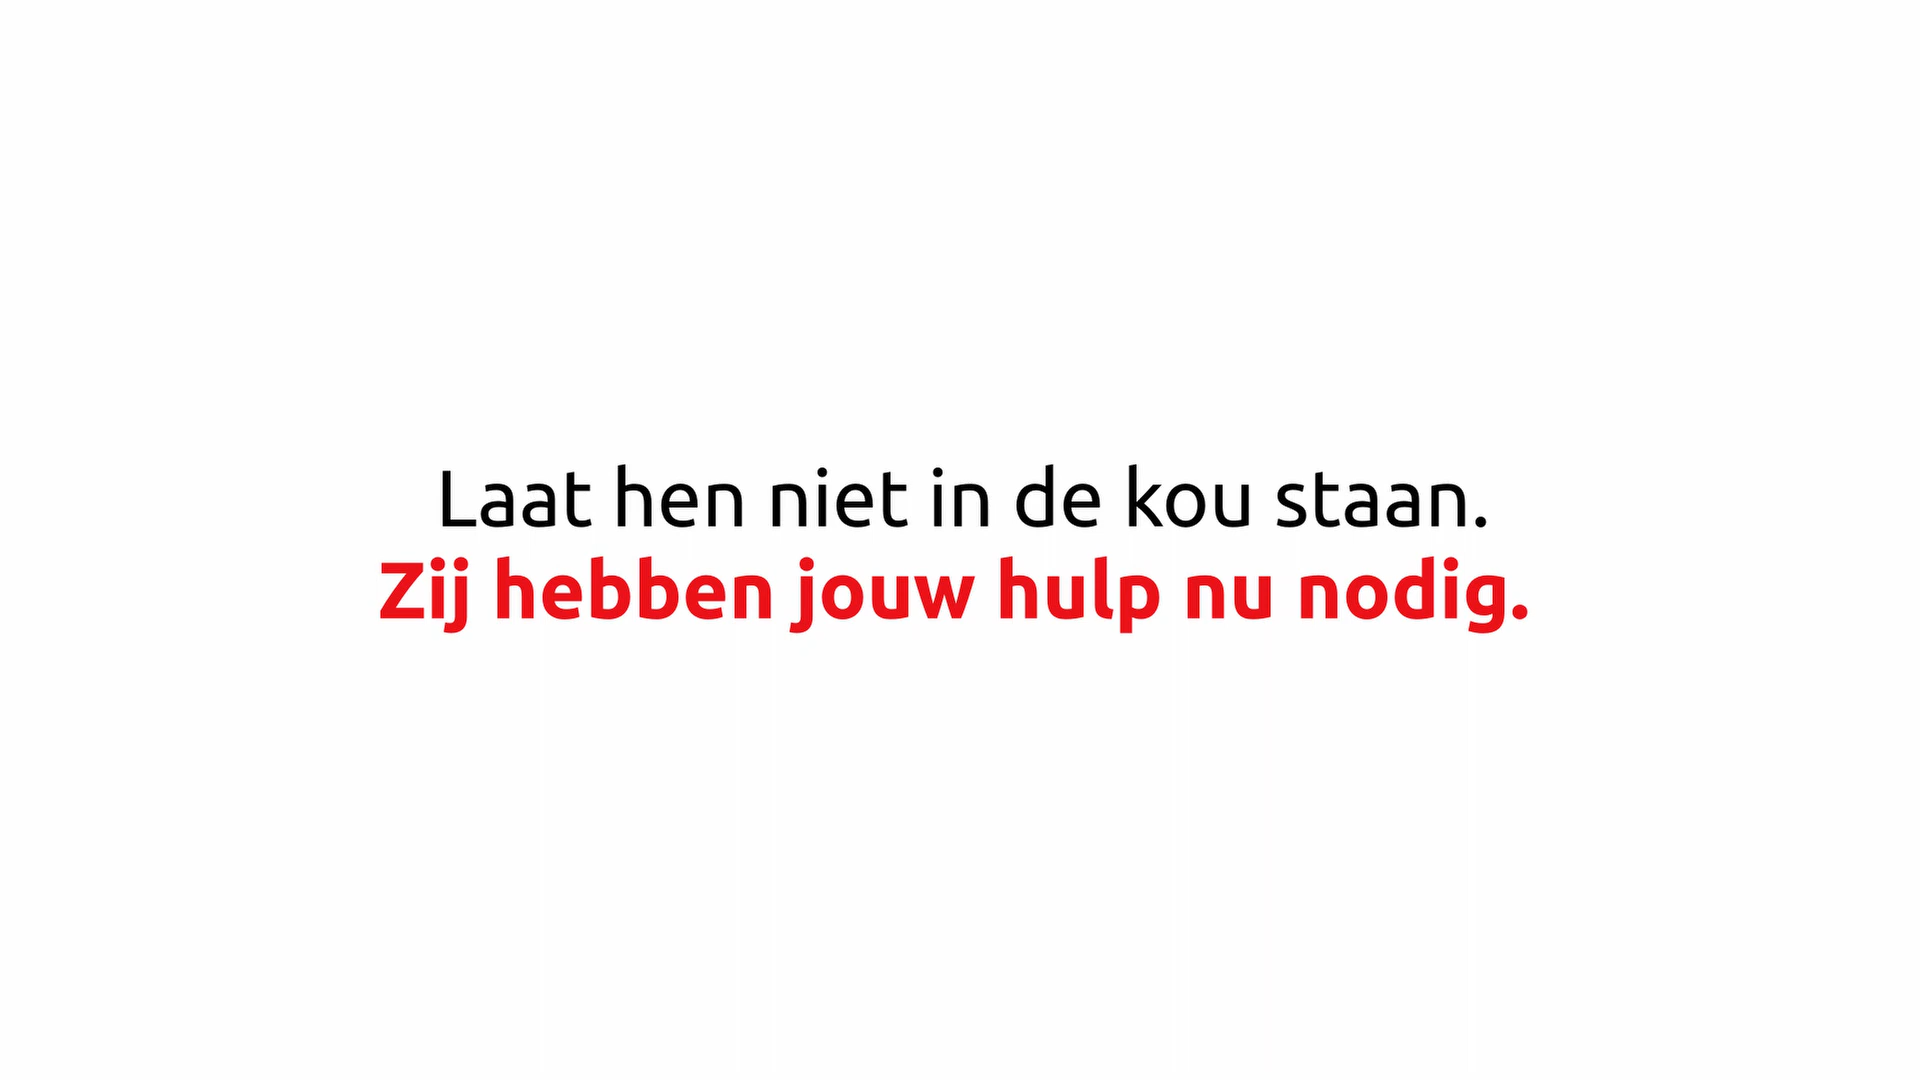 Laat hen niet in de kou staan.
Zij hebben jouw hulp nu nodig.